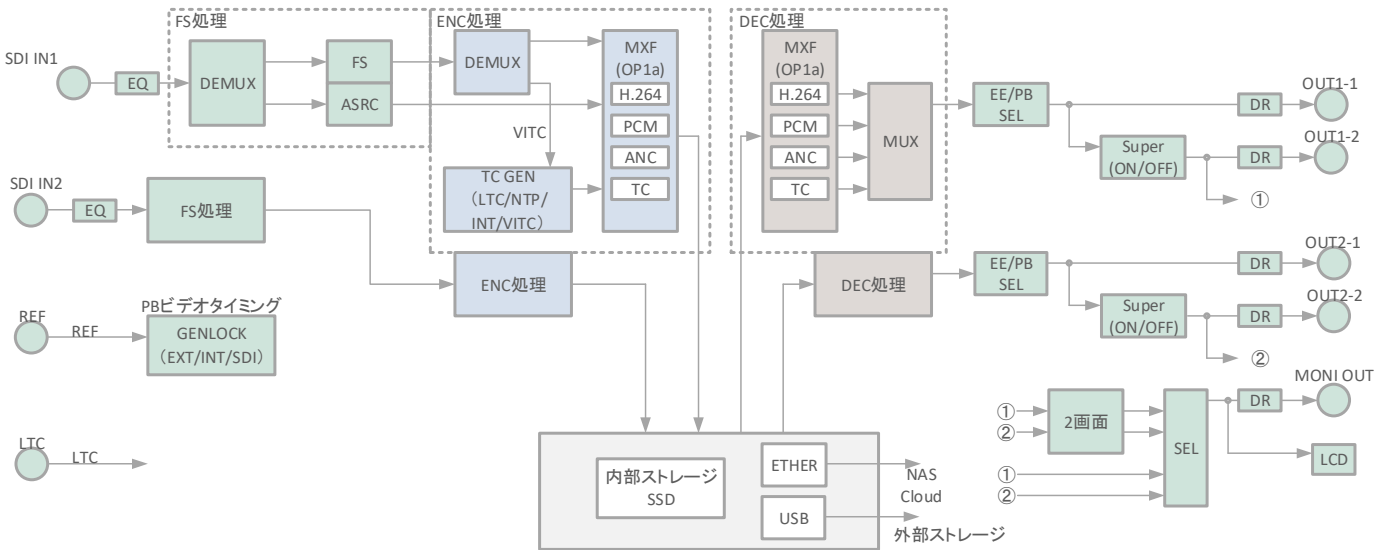 FS処理
ENC処理
DEC処理
SDI IN1
EQ
DEMUX
FS
ASRC
DEMUX
VITC
TC GEN
（LTC/NTP/
INT/VITC）
MXF
(OP1a)
H.264
PCM
ANC
TC
MXF
(OP1a)
H.264
PCM
ANC
TC
MUX
EE/PB
SEL
Super
(ON/OFF)
DR
OUT1-1
DR
OUT1-2
①
SDI IN2
EQ
FS処理
ENC処理
DEC処理
EE/PB
SEL
Super
(ON/OFF)
DR
OUT2-1
DR
OUT2-2
②
REF
REF
PBビデオタイミング
GENLOCK
（EXT/INT/SDI）
LTC
LTC
内部ストレージ
SSD
ETHER
USB
NAS
Cloud
外部ストレージ
①
②
2画面
①
②
SEL
DR
MONI OUT
LCD